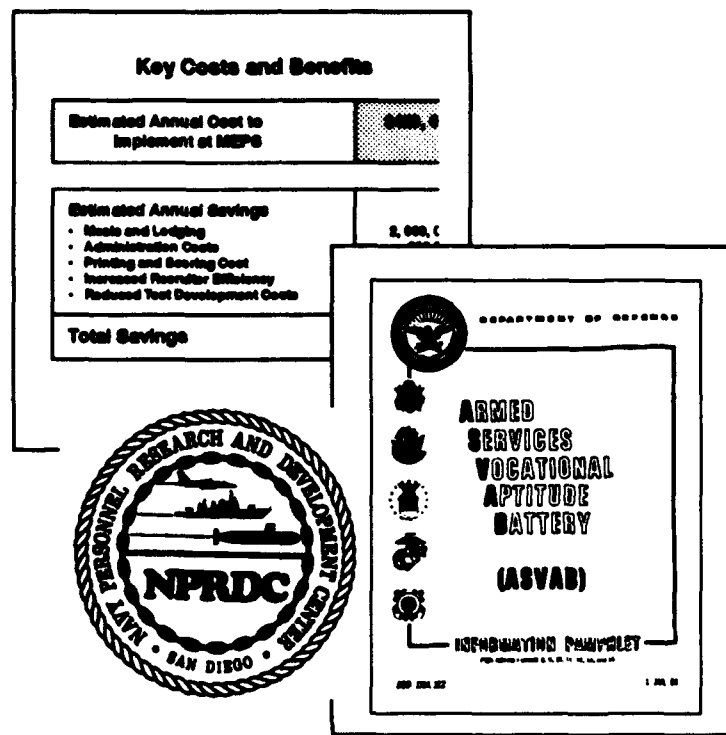 Key Costs and Benefits
Estimated Annual Cost to
Implement at MEPS
Estimated Annual Savings
• Meals and Lodging
• Administration Costs
• Printing and Scoring Cost
• Increased Recruiter Efficiency
• Reduced Test Development Costs
Total Savings
NAVY PERSONNEL RESEARCH AND DEVELOPMENT CENTER
NPRDC
• SAN DIEGO •
DEPARTMENT OF DEFENSE
ARMED
SERVICES
VOCATIONAL
APTITUDE
BATTERY
(ASVAB)
INFORMATION PAMPHLET